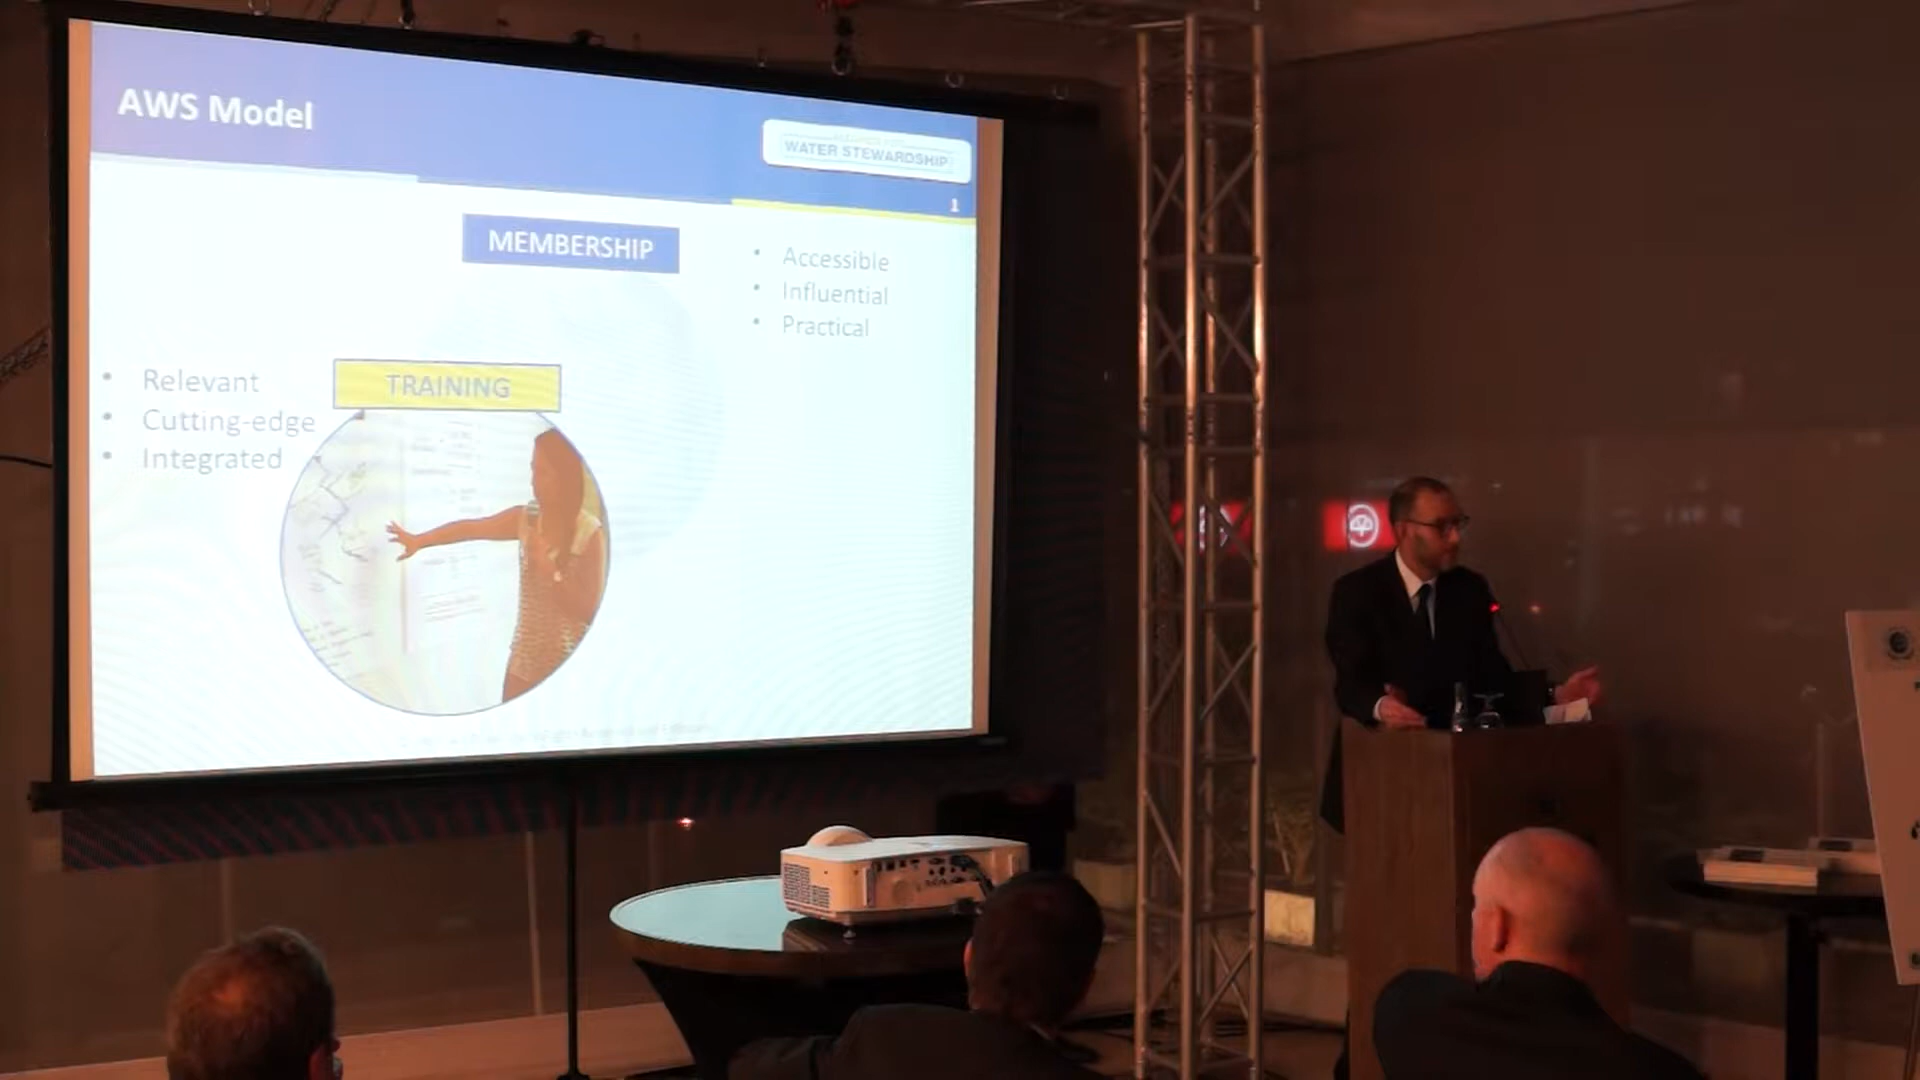 AWS Model
WATER STEWARDSHIP
1
MEMBERSHIP
• Accessible
• Influential
• Practical
TRAINING
• Relevant
• Cutting-edge
• Integrated